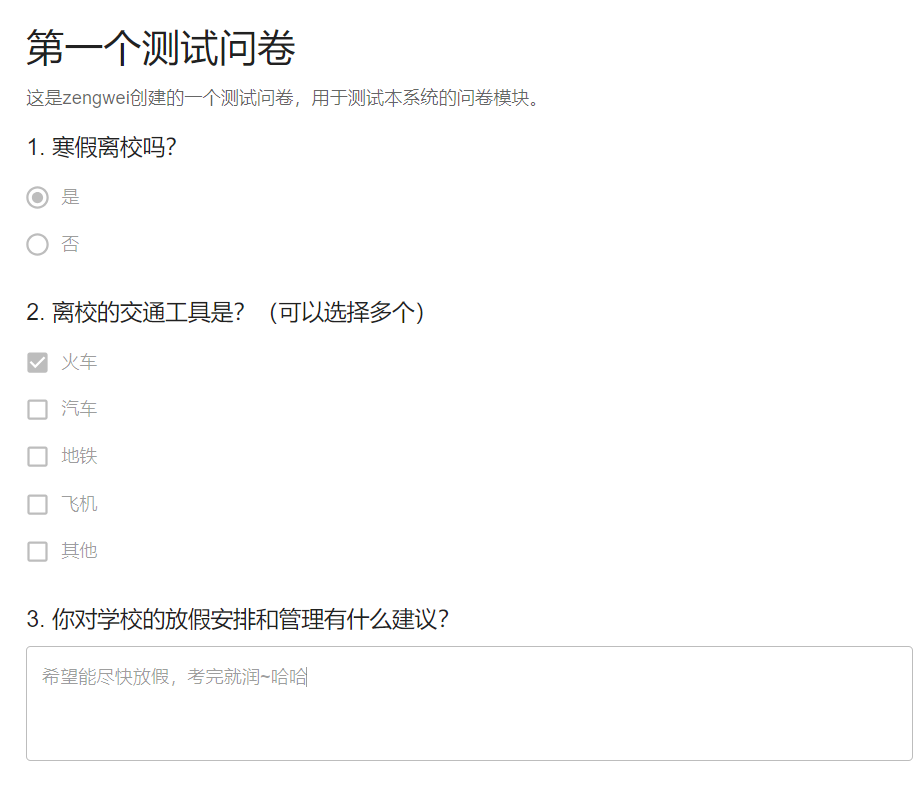 第一个测试问卷
这是zengwei创建的一个测试问卷，用于测试本系统的问卷模块。
1. 寒假离校吗？
是
否
2. 离校的交通工具是？（可以选择多个）
火车
汽车
地铁
飞机
其他
3. 你对学校的放假安排和管理有什么建议？
希望能尽快放假，考完就润~哈哈